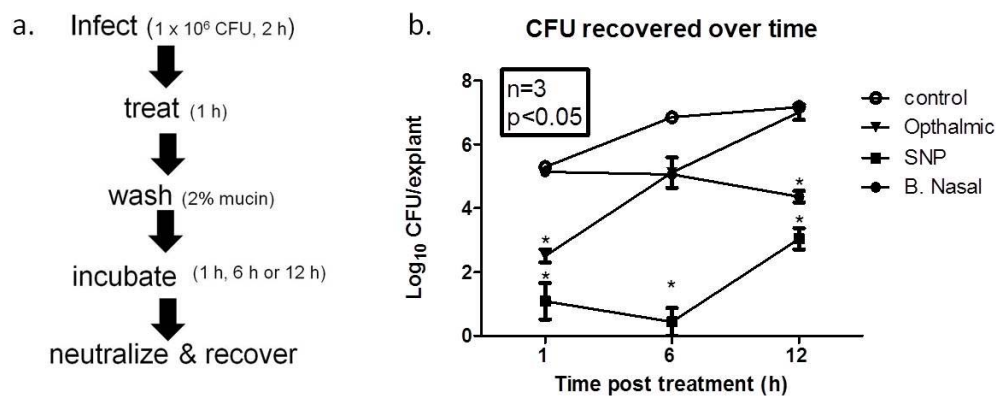 a.
Infect (1 x 10⁶ CFU, 2 h)
treat (1 h)
wash (2% mucin)
incubate (1 h, 6 h or 12 h)
neutralize & recover
b.
CFU recovered over time
n=3
p<0.05
Log₁₀ CFU/explant
8
6
4
2
0
*
*
*
*
*
1
6
12
Time post treatment (h)
control
Opthalmic
SNP
B. Nasal